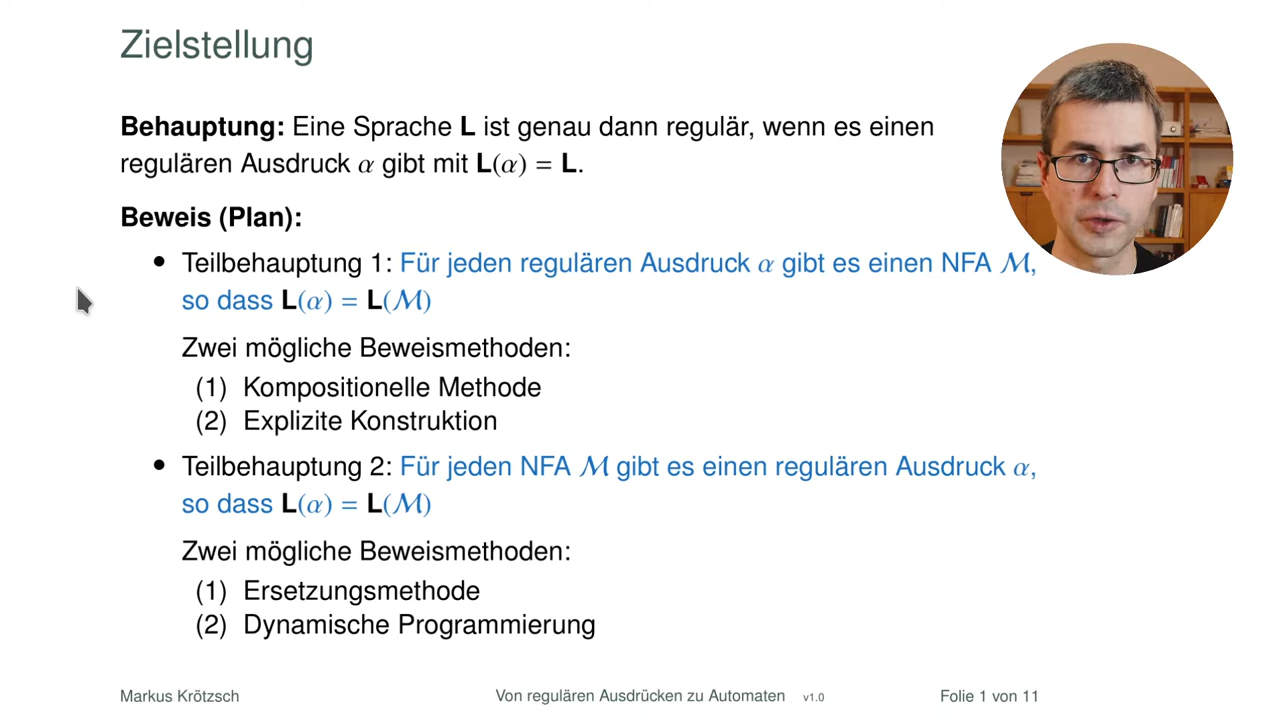 Zielstellung
Behauptung: Eine Sprache L ist genau dann regulär, wenn es einen
regulären Ausdruck α gibt mit L(α) = L.
Beweis (Plan):
• Teilbehauptung 1: Für jeden regulären Ausdruck α gibt es einen NFA ℳ,
so dass L(α) = L(ℳ)
Zwei mögliche Beweismethoden:
(1) Kompositionelle Methode
(2) Explizite Konstruktion
• Teilbehauptung 2: Für jeden NFA ℳ gibt es einen regulären Ausdruck α,
so dass L(α) = L(ℳ)
Zwei mögliche Beweismethoden:
(1) Ersetzungsmethode
(2) Dynamische Programmierung
Markus Krötzsch Von regulären Ausdrücken zu Automaten v1.0 Folie 1 von 11